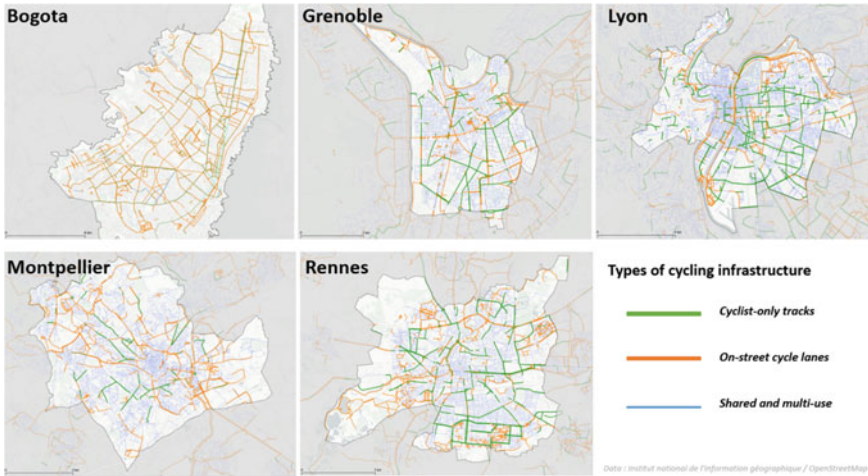 Bogota
Grenoble
Lyon
Montpellier
Rennes
Types of cycling infrastructure
Cyclist-only tracks
On-street cycle lanes
Shared and multi-use
Data : Institut national de l'information géographique / OpenStreetMap